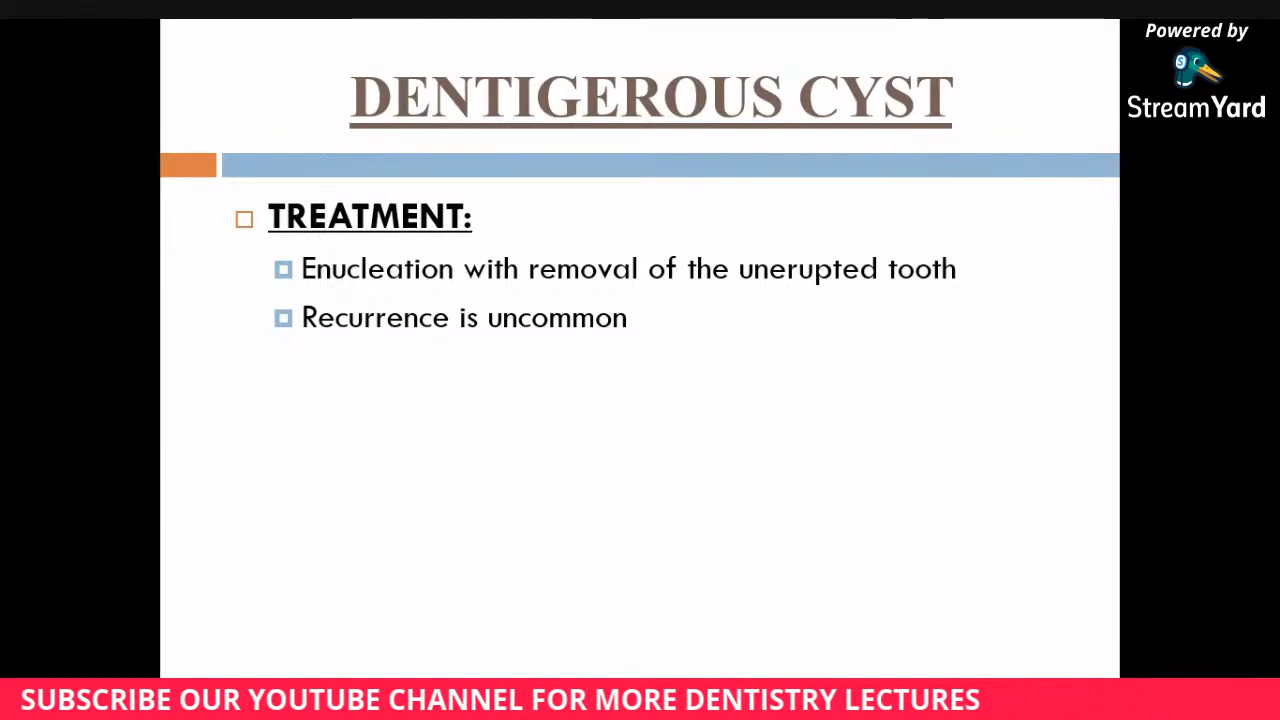 Powered by
StreamYard
DENTIGEROUS CYST
TREATMENT:
Enucleation with removal of the unerupted tooth
Recurrence is uncommon
SUBSCRIBE OUR YOUTUBE CHANNEL FOR MORE DENTISTRY LECTURES